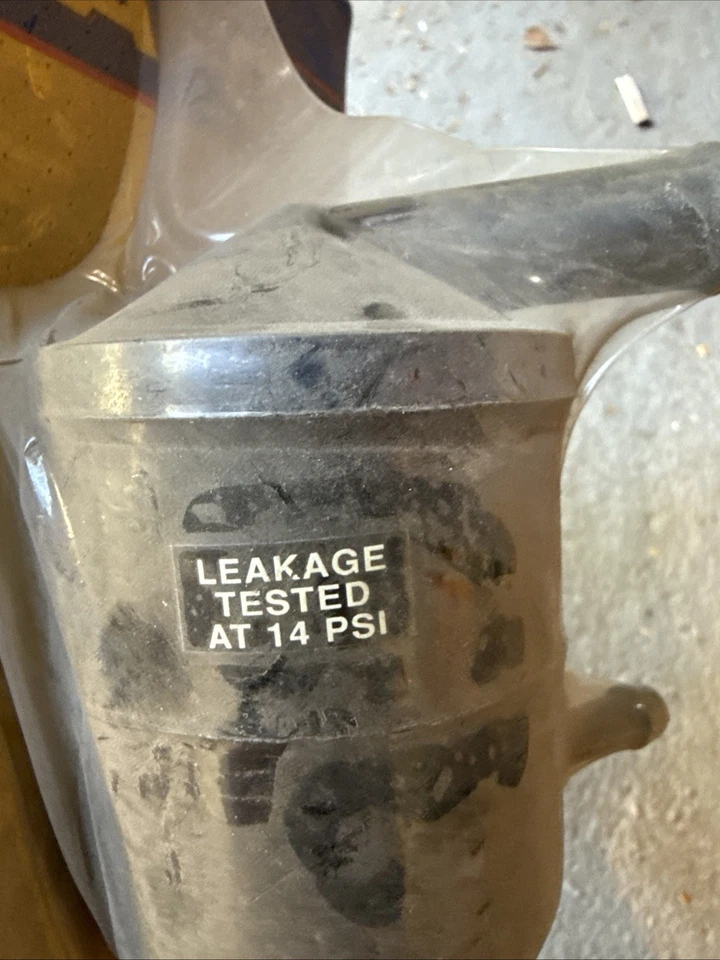 LEAKAGE
TESTED
AT 14 PSI